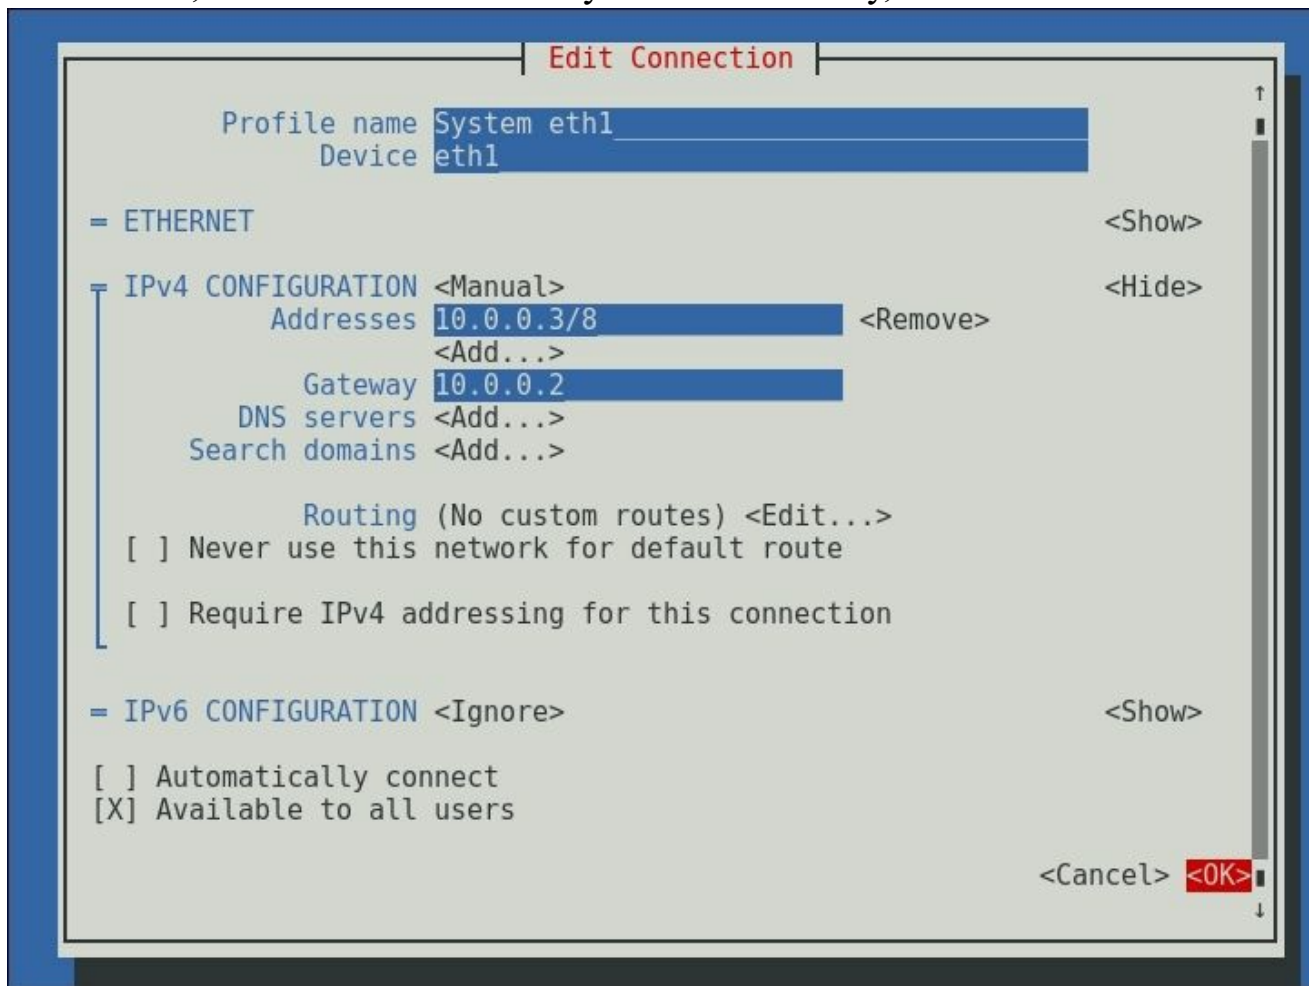 Edit Connection
Profile name System eth1
Device eth1
= ETHERNET <Show>
IPv4 CONFIGURATION <Manual> <Hide>
Addresses 10.0.0.3/8 <Remove>
<Add...>
Gateway 10.0.0.2
DNS servers <Add...>
Search domains <Add...>
Routing (No custom routes) <Edit...>
[ ] Never use this network for default route
[ ] Require IPv4 addressing for this connection
= IPv6 CONFIGURATION <Ignore> <Show>
[ ] Automatically connect
[X] Available to all users
<Cancel> <OK>